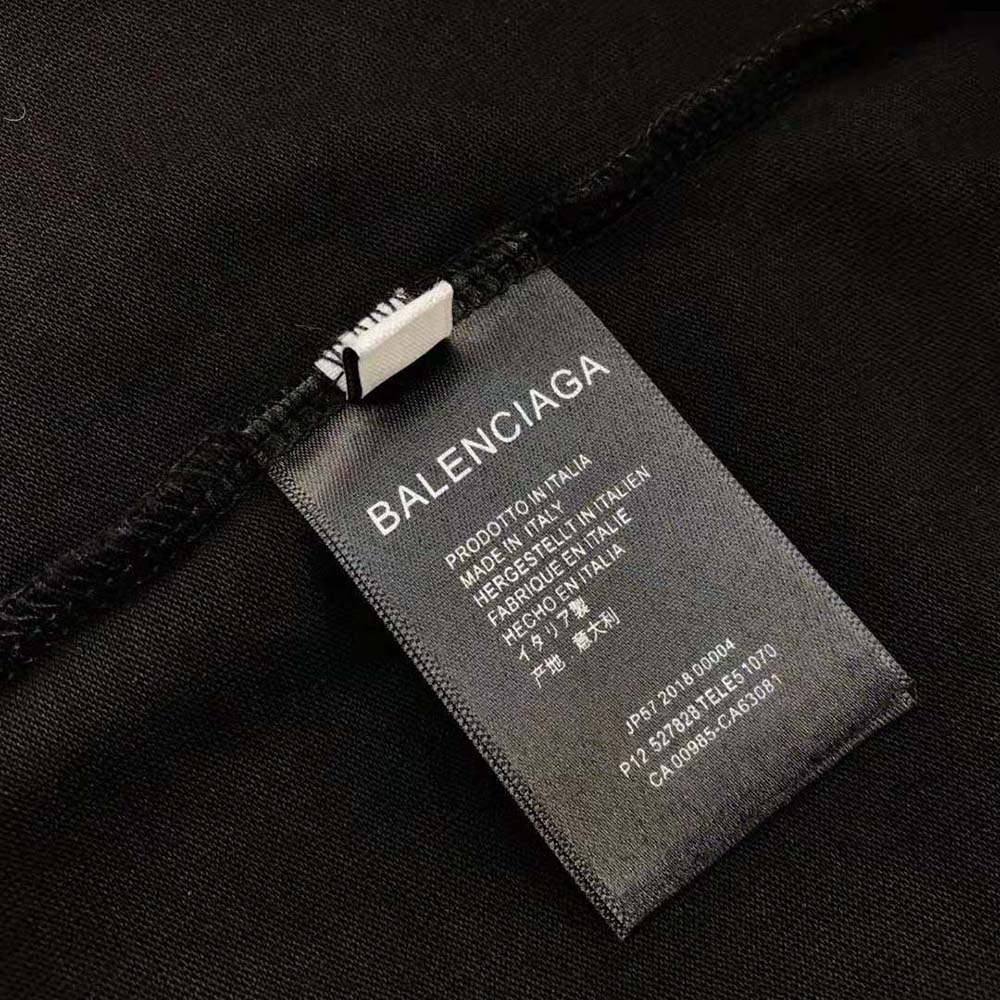 BALENCIAGA
PRODOTTO IN ITALIA
MADE IN ITALY
HERGESTELLT IN ITALIEN
FABRIQUE EN ITALIE
HECHO EN ITALIA
イタリア製
产地 意大利
JP57 2018 00004
P12 527828 TELE51070
CA 00985-CA63081